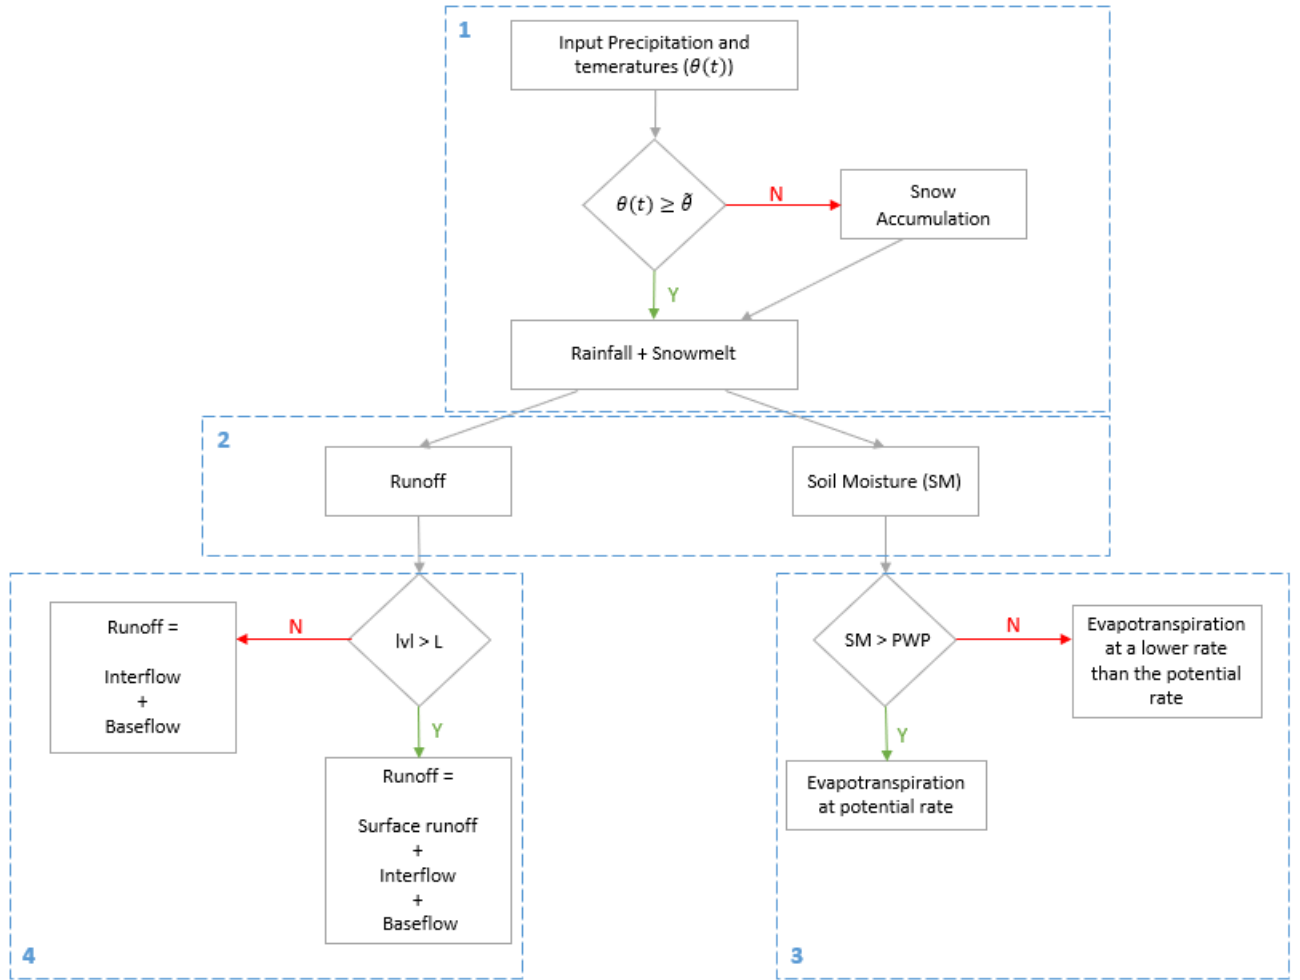 1
Input Precipitation and
temeratures (θ(t))
θ(t) ≥ θ̃
N
Snow
Accumulation
Y
Rainfall + Snowmelt
2
Runoff
Soil Moisture (SM)
Runoff =
Interflow
+
Baseflow
N
lvl > L
Y
Runoff =
Surface runoff
+
Interflow
+
Baseflow
4
SM > PWP
N
Evapotranspiration
at a lower rate
than the potential
rate
Y
Evapotranspiration
at potential rate
3